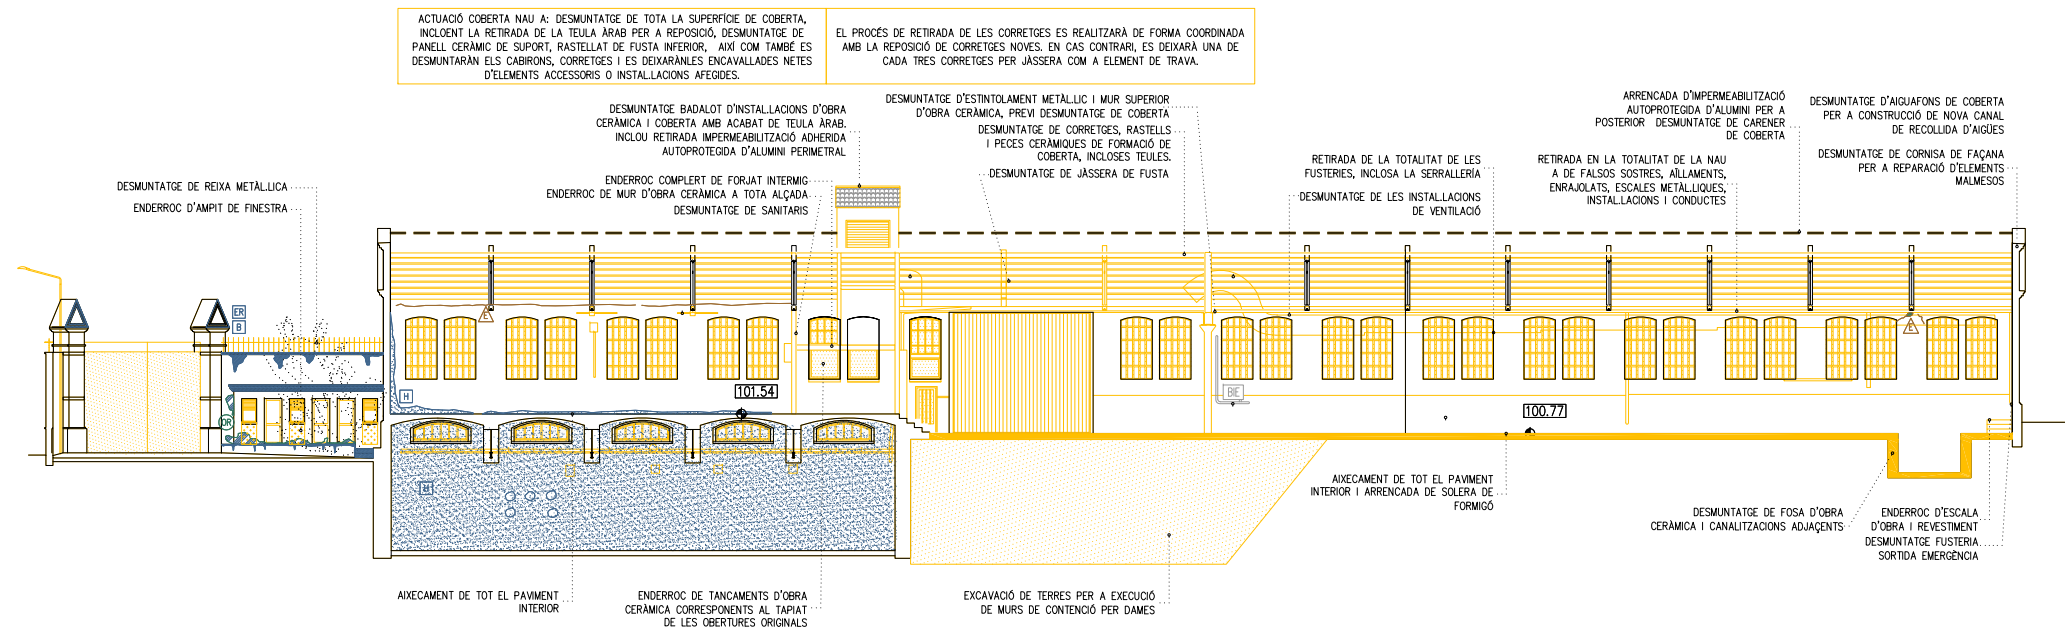 ACTUACIÓ COBERTA NAU A: DESMUNTATGE DE TOTA LA SUPERFÍCIE DE COBERTA,
INCLOENT LA RETIRADA DE LA TEULA ÀRAB PER A REPOSICIÓ, DESMUNTATGE DE
PANELL CERÀMIC DE SUPORT, RASTELLAT DE FUSTA INFERIOR, AIXÍ COM TAMBÉ ES
DESMUNTARÀN ELS CABIRONS, CORRETGES I ES DEIXARÀNLES ENCAVALLADES NETES
D'ELEMENTS ACCESSORIS O INSTAL.LACIONS AFEGIDES.
EL PROCÉS DE RETIRADA DE LES CORRETGES ES REALITZARÀ DE FORMA COORDINADA
AMB LA REPOSICIÓ DE CORRETGES NOVES. EN CAS CONTRARI, ES DEIXARÀ UNA DE
CADA TRES CORRETGES PER JÀSSERA COM A ELEMENT DE TRAVA.
DESMUNTATGE BADALOT D'INSTAL.LACIONS D'OBRA
CERÀMICA I COBERTA AMB ACABAT DE TEULA ÀRAB.
INCLOU RETIRADA IMPERMEABILITZACIÓ ADHERIDA
AUTOPROTEGIDA D'ALUMINI PERIMETRAL
DESMUNTATGE D'ESTINTOLAMENT METÀL.LIC I MUR SUPERIOR
D'OBRA CERÀMICA, PREVI DESMUNTATGE DE COBERTA
DESMUNTATGE DE CORRETGES, RASTELLS
I PECES CERÀMIQUES DE FORMACIÓ DE
COBERTA, INCLOSES TEULES.
DESMUNTATGE DE JÀSSERA DE FUSTA
ARRENCADA D'IMPERMEABILITZACIÓ
AUTOPROTEGIDA D'ALUMINI PER A
POSTERIOR DESMUNTATGE DE CARENER
DE COBERTA
DESMUNTATGE D'AIGUAFONS DE COBERTA
PER A CONSTRUCCIÓ DE NOVA CANAL
DE RECOLLIDA D'AIGÜES
DESMUNTATGE DE CORNISA DE FAÇANA
PER A REPARACIÓ D'ELEMENTS
MALMESOS
RETIRADA DE LA TOTALITAT DE LES
FUSTERIES, INCLOSA LA SERRALLERÍA
RETIRADA EN LA TOTALITAT DE LA NAU
A DE FALSOS SOSTRES, AÏLLAMENTS,
ENRAJOLATS, ESCALES METÀL.LIQUES,
INSTAL.LACIONS I CONDUCTES
DESMUNTATGE DE LES INSTAL.LACIONS
DE VENTILACIÓ
DESMUNTATGE DE REIXA METÀL.LICA
ENDERROC D'AMPIT DE FINESTRA
ENDERROC COMPLERT DE FORJAT INTERMIG
ENDERROC DE MUR D'OBRA CERÀMICA A TOTA ALÇADA
DESMUNTATGE DE SANITARIS
ER
B
E
E
H
OR
101.54
BIE
100.77
H
AIXECAMENT DE TOT EL PAVIMENT
INTERIOR I ARRENCADA DE SOLERA DE
FORMIGÓ
DESMUNTATGE DE FOSA D'OBRA
CERÀMICA I CANALITZACIONS ADJAÇENTS
ENDERROC D'ESCALA
D'OBRA I REVESTIMENT
DESMUNTATGE FUSTERIA
SORTIDA EMERGÈNCIA
AIXECAMENT DE TOT EL PAVIMENT
INTERIOR
ENDERROC DE TANCAMENTS D'OBRA
CERÀMICA CORRESPONENTS AL TAPIAT
DE LES OBERTURES ORIGINALS
EXCAVACIÓ DE TERRES PER A EXECUCIÓ
DE MURS DE CONTENCIÓ PER DAMES